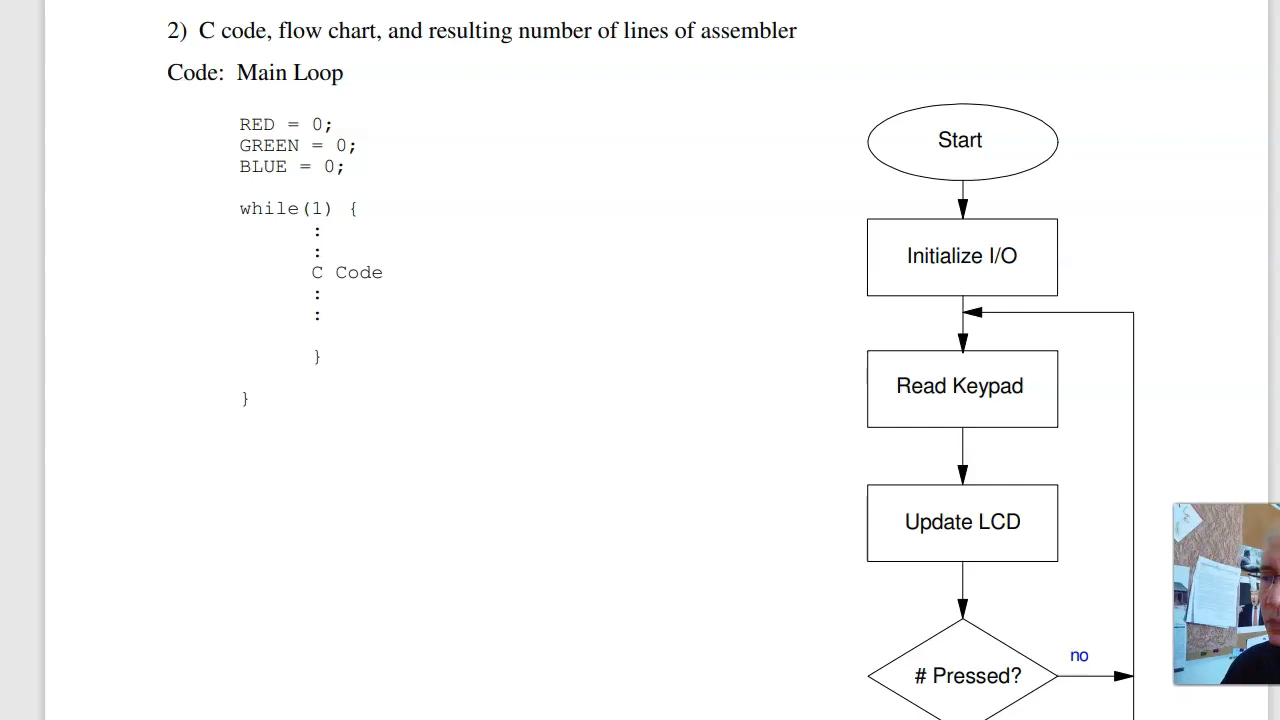 2) C code, flow chart, and resulting number of lines of assembler
Code: Main Loop
RED = 0;
GREEN = 0;
BLUE = 0;
while(1) {
:
:
C Code
:
:
}
}
Start
Initialize I/O
Read Keypad
Update LCD
# Pressed?
no